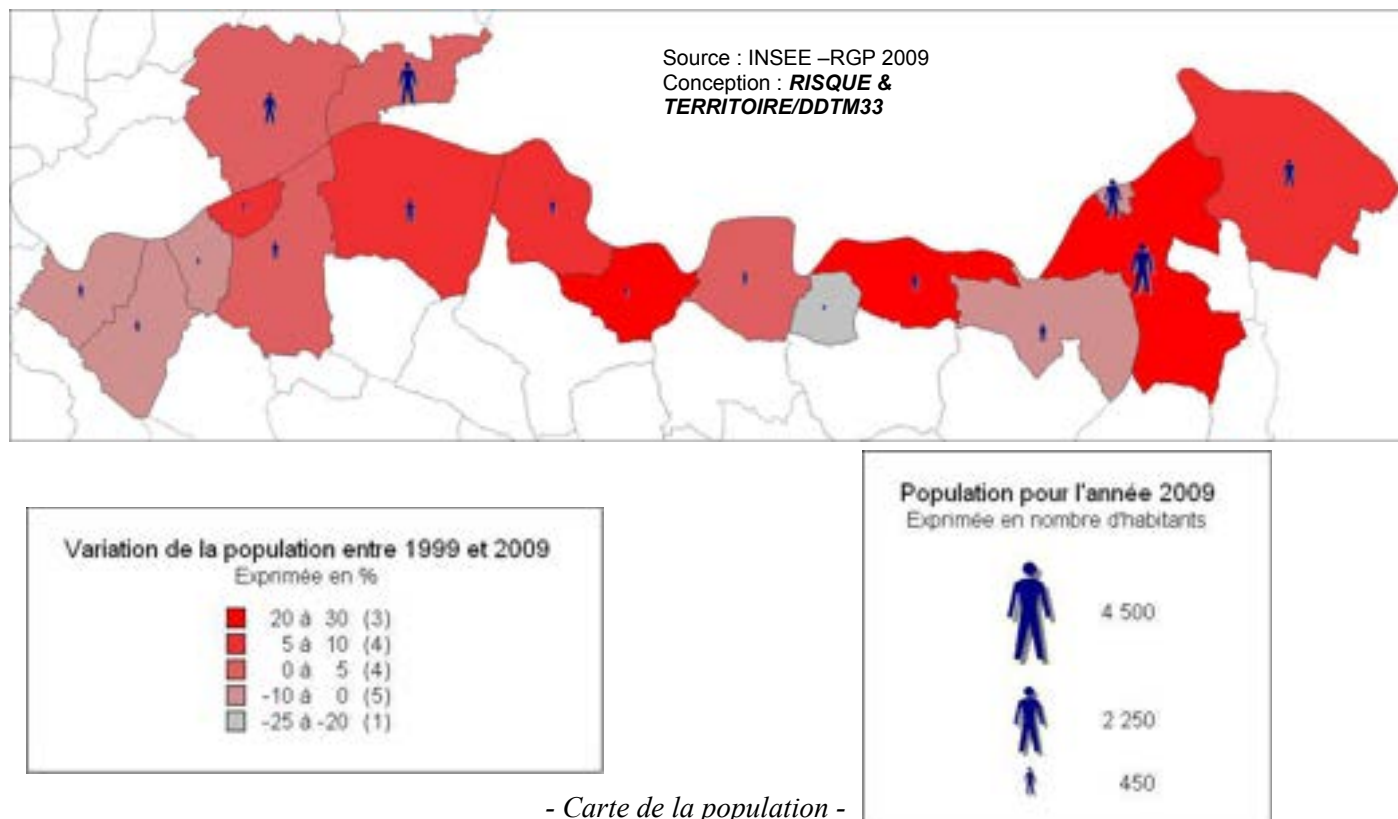 Source : INSEE –RGP 2009
Conception : RISQUE &
TERRITOIRE/DDTM33
Variation de la population entre 1999 et 2009
Exprimée en %
20 à 30 (3)
5 à 10 (4)
0 à 5 (4)
-10 à 0 (5)
-25 à -20 (1)
Population pour l'année 2009
Exprimée en nombre d'habitants
4 500
2 250
450
- Carte de la population -